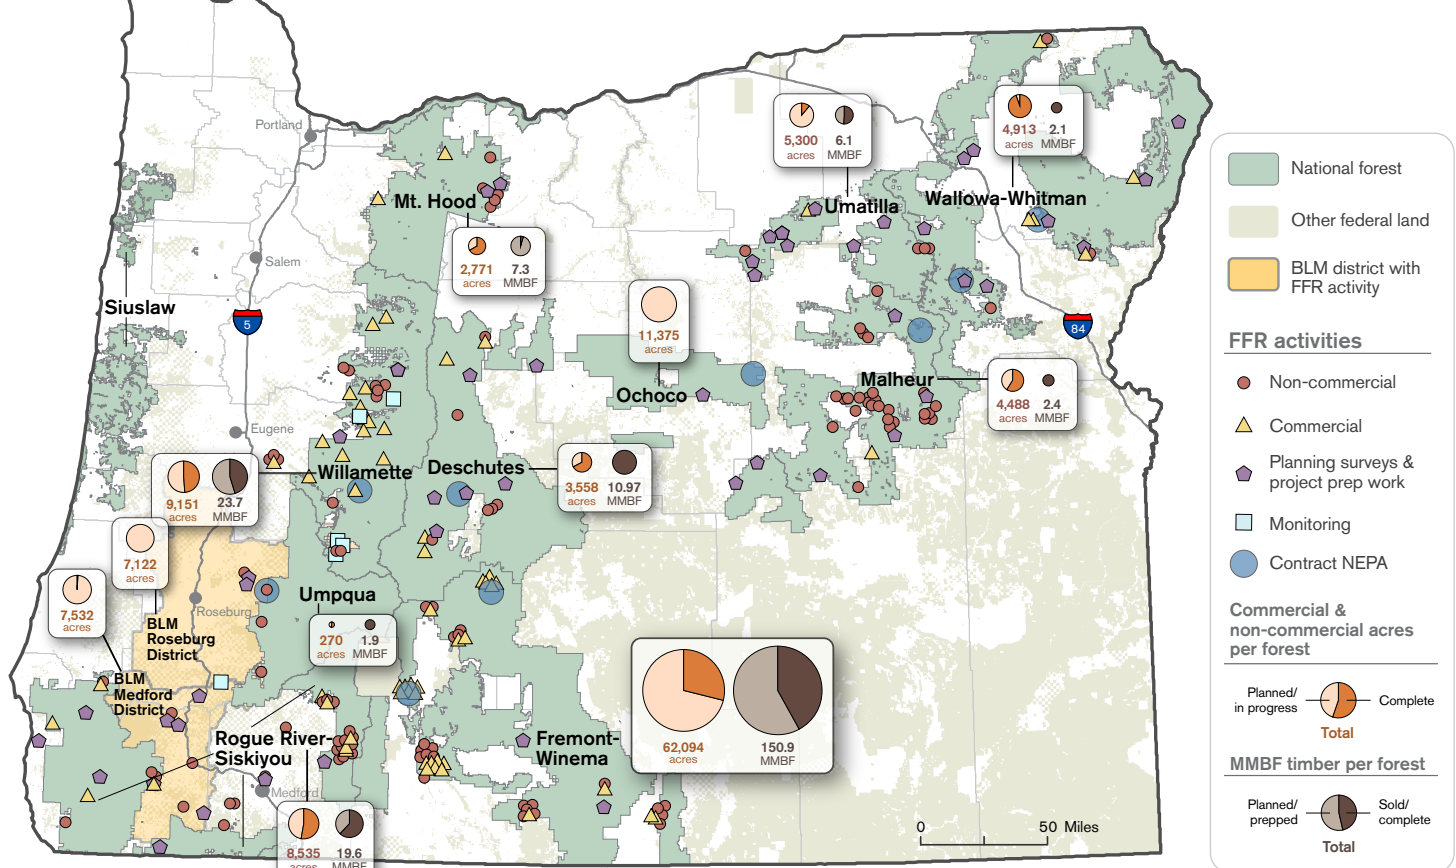 Portland
Mt. Hood
2,771
acres
7.3
MMBF
5,300
acres
6.1
MMBF
4,913
acres
2.1
MMBF
Umatilla
Wallowa-Whitman
Salem
Siuslaw
5
84
11,375
acres
Ochoco
Malheur
4,488
acres
2.4
MMBF
Eugene
Willamette
9,151
acres
23.7
MMBF
Deschutes
3,558
acres
10.97
MMBF
7,122
acres
7,532
acres
Roseburg
BLM
Roseburg
District
BLM
Medford
District
Umpqua
270
acres
1.9
MMBF
Rogue River-
Siskiyou
Medford
8,535
acres
19.6
MMBF
Fremont-
Winema
62,094
acres
150.9
MMBF
0
50 Miles
National forest
Other federal land
BLM district with
FFR activity
FFR activities
Non-commercial
Commercial
Planning surveys &
project prep work
Monitoring
Contract NEPA
Commercial &
non-commercial acres
per forest
Planned/
in progress
Complete
Total
MMBF timber per forest
Planned/
prepped
Sold/
complete
Total